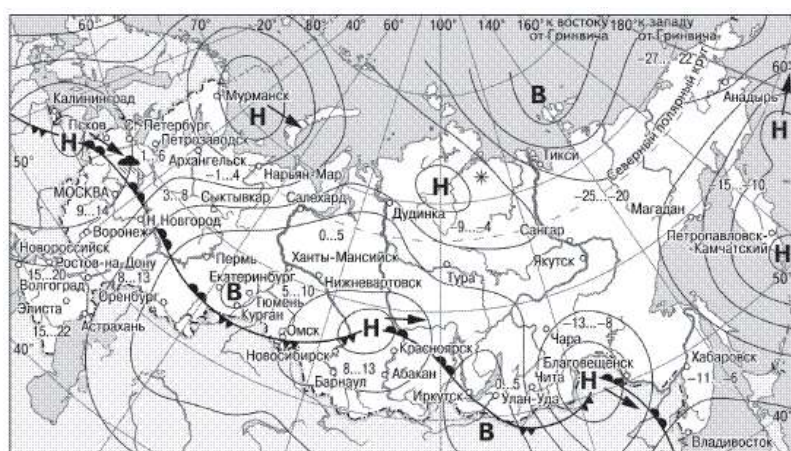 60°
70°
80°
100°
120°
140°
160°
к востоку
от Гринвича
180°
к западу
от Гринвича
-27...-22
60°
Анадырь
Северный полярный круг
Калининград
Мурманск
Н
В
Н
Псков
С.-Петербург
Петрозаводск
Н
50°
Архангельск
-1...4
Нарьян-Мар
Тикси
МОСКВА
3...8
Сыктывкар
Салехард
Н
Дудинка
-25...-20
-15...-10
9...14
Н.Новгород
0...5
-9...-4
Магадан
Воронеж
Сангар
Петропавловск-
Камчатский
Новороссийск
Пермь
Ханты-Мансийск
Якутск
Н
Ростов-на-Дону
15...20
8...13
Екатеринбург
Нижневартовск
Тура
Волгоград
В
Тюмень
5...10
50°
Оренбург
Курган
Элиста
Астрахань
Омск
Н
-13...-8
15...22
Чара
40°
Новосибирск
Красноярск
Благовещенск
Хабаровск
8...13
Барнаул
Абакан
0...5
Чита
Н
-11...-6
Иркутск
Улан-Удэ
40°
В
Владивосток